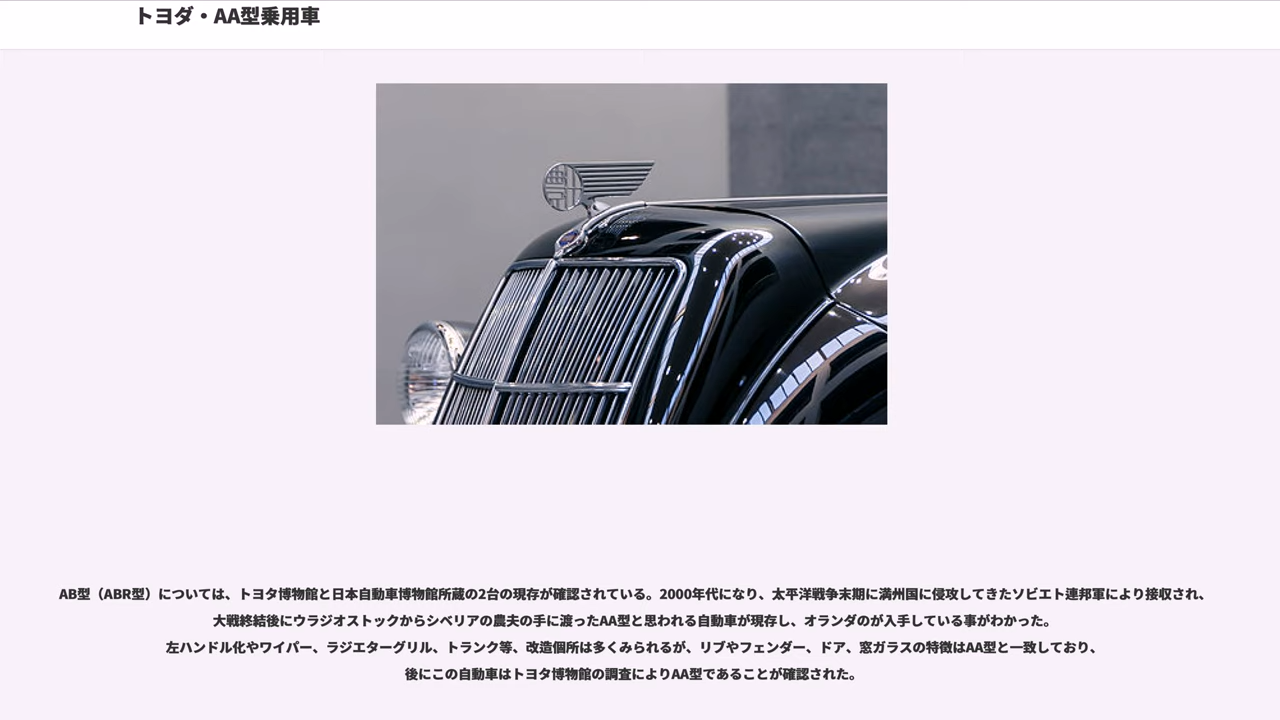 トヨダ・AA型乗用車
AB型（ABR型）については、トヨタ博物館と日本自動車博物館所蔵の2台の現存が確認されている。2000年代になり、太平洋戦争末期に満州国に侵攻してきたソビエト連邦軍により接収され、
大戦終結後にウラジオストックからシベリアの農夫の手に渡ったAA型と思われる自動車が現存し、オランダのが入手している事がわかった。
左ハンドル化やワイパー、ラジエターグリル、トランク等、改造個所は多くみられるが、リブやフェンダー、ドア、窓ガラスの特徴はAA型と一致しており、
後にこの自動車はトヨタ博物館の調査によりAA型であることが確認された。